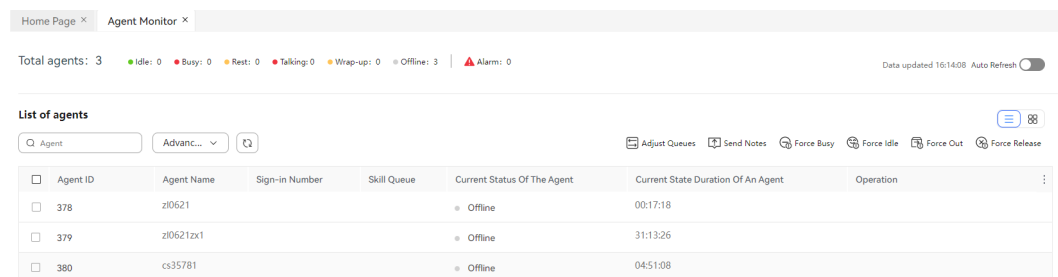 Home Page × Agent Monitor ×
Total agents: 3 Idle: 0 Busy: 0 Rest: 0 Talking: 0 Wrap-up: 0 Offline: 3 Alarm: 0 Data updated 16:14:08 Auto Refresh
List of agents
Agent Advanc... Adjust Queues Send Notes Force Busy Force Idle Force Out Force Release
Agent ID Agent Name Sign-in Number Skill Queue Current Status Of The Agent Current State Duration Of An Agent Operation
378 zl0621 Offline 00:17:18
379 zl0621zx1 Offline 31:13:26
380 cs35781 Offline 04:51:08